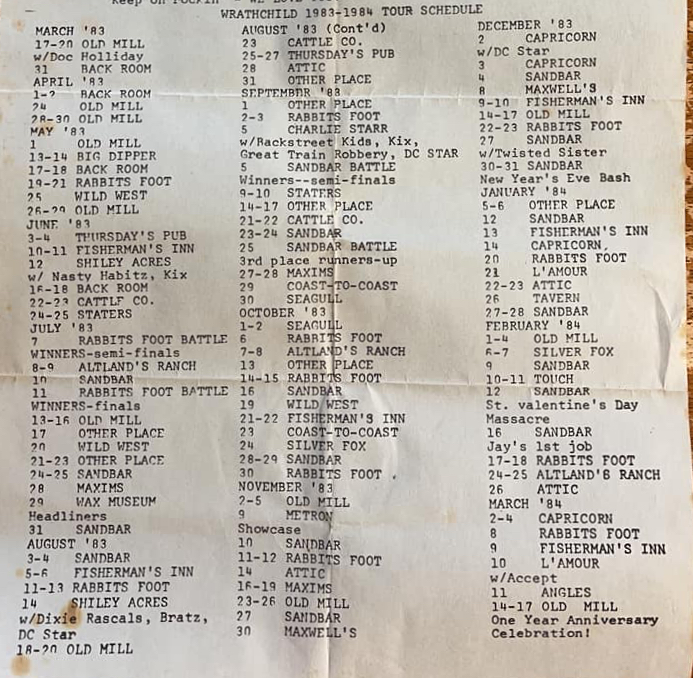 Keep on
WRATHCHILD 1983-1984 TOUR SCHEDULE
MARCH '83
17-20 OLD MILL
w/Doc Holliday
31 BACK ROOM
APRIL '83
1-2 BACK ROOM
24 OLD MILL
28-30 OLD MILL
MAY '83
1 OLD MILL
13-14 BIG DIPPER
17-18 BACK ROOM
19-21 RABBITS FOOT
25 WILD WEST
26-29 OLD MILL
JUNE '83
3-4 THURSDAY'S PUB
10-11 FISHERMAN'S INN
12 SHILEY ACRES
w/ Nasty Habitz, Kix
16-18 BACK ROOM
22-23 CATTLE CO.
24-25 STATERS
JULY '83
7 RABBITS FOOT BATTLE
WINNERS-semi-finals
8-9 ALTLAND'S RANCH
10 SANDBAR
11 RABBITS FOOT BATTLE
WINNERS-finals
13-16 OLD MILL
17 OTHER PLACE
20 WILD WEST
21-23 OTHER PLACE
24-25 SANDBAR
28 MAXIMS
29 WAX MUSEUM
Headliners
31 SANDBAR
AUGUST '83
3-4 SANDBAR
5-6 FISHERMAN'S INN
11-13 RABBITS FOOT
14 SHILEY ACRES
w/Dixie Rascals, Bratz,
DC Star
18-20 OLD MILL
AUGUST '83 (Cont'd)
23 CATTLE CO.
25-27 THURSDAY'S PUB
28 ATTIC
31 OTHER PLACE
SEPTEMBER '83
1 OTHER PLACE
2-3 RABBITS FOOT
5 CHARLIE STARR
w/Backstreet Kids, Kix,
Great Train Robbery, DC STAR
5 SANDBAR BATTLE
Winners--semi-finals
9-10 STATERS
14-17 OTHER PLACE
21-22 CATTLE CO.
23-24 SANDBAR
25 SANDBAR BATTLE
3rd place runners-up
27-28 MAXIMS
29 COAST-TO-COAST
30 SEAGULL
OCTOBER '83
1-2 SEAGULL
6 RABBITS FOOT
7-8 ALTLAND'S RANCH
13 OTHER PLACE
14-15 RABBITS FOOT
16 SANDBAR
19 WILD WEST
21-22 FISHERMAN'S INN
23 COAST-TO-COAST
24 SILVER FOX
28-29 SANDBAR
30 RABBITS FOOT
NOVEMBER '83
2-5 OLD MILL
9 METRON
Showcase
10 SANDBAR
11-12 RABBITS FOOT
14 ATTIC
16-19 MAXIMS
23-26 OLD MILL
27 SANDBAR
30 MAXWELL'S
DECEMBER '83
2 CAPRICORN
w/DC Star
3 CAPRICORN
4 SANDBAR
8 MAXWELL'S
9-10 FISHERMAN'S INN
14-17 OLD MILL
22-23 RABBITS FOOT
27 SANDBAR
w/Twisted Sister
30-31 SANDBAR
New Year's Eve Bash
JANUARY '84
5-6 OTHER PLACE
12 SANDBAR
13 FISHERMAN'S INN
14 CAPRICORN
20 RABBITS FOOT
21 L'AMOUR
22-23 ATTIC
26 TAVERN
27-28 SANDBAR
FEBRUARY '84
1-4 OLD MILL
6-7 SILVER FOX
9 SANDBAR
10-11 TOUCH
12 SANDBAR
St. valentine's Day
Massacre
16 SANDBAR
Jay's 1st job
17-18 RABBITS FOOT
24-25 ALTLAND'S RANCH
26 ATTIC
MARCH '84
2-4 CAPRICORN
8 RABBITS FOOT
9 FISHERMAN'S INN
10 L'AMOUR
w/Accept
11 ANGLES
14-17 OLD MILL
One Year Anniversary
Celebration!